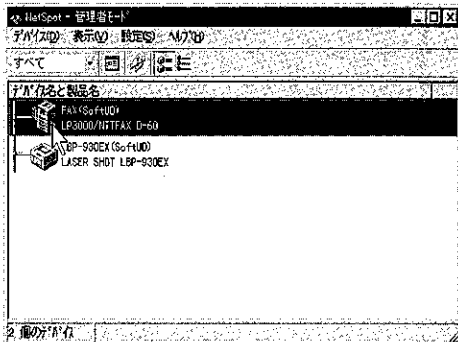 NetSpot - 管理者ﾓｰﾄﾞ
ﾃﾞﾊﾞｲｽ(D) 表示(V) 設定(S) ﾍﾙﾌﾟ(H)
すべて
ﾃﾞﾊﾞｲｽ名と製品名
FAX(SoftUD)
LP3000/NTTFAX D-60
LBP-930EX(SoftUD)
LASER SHOT LBP-930EX
2 個のﾃﾞﾊﾞｲｽ